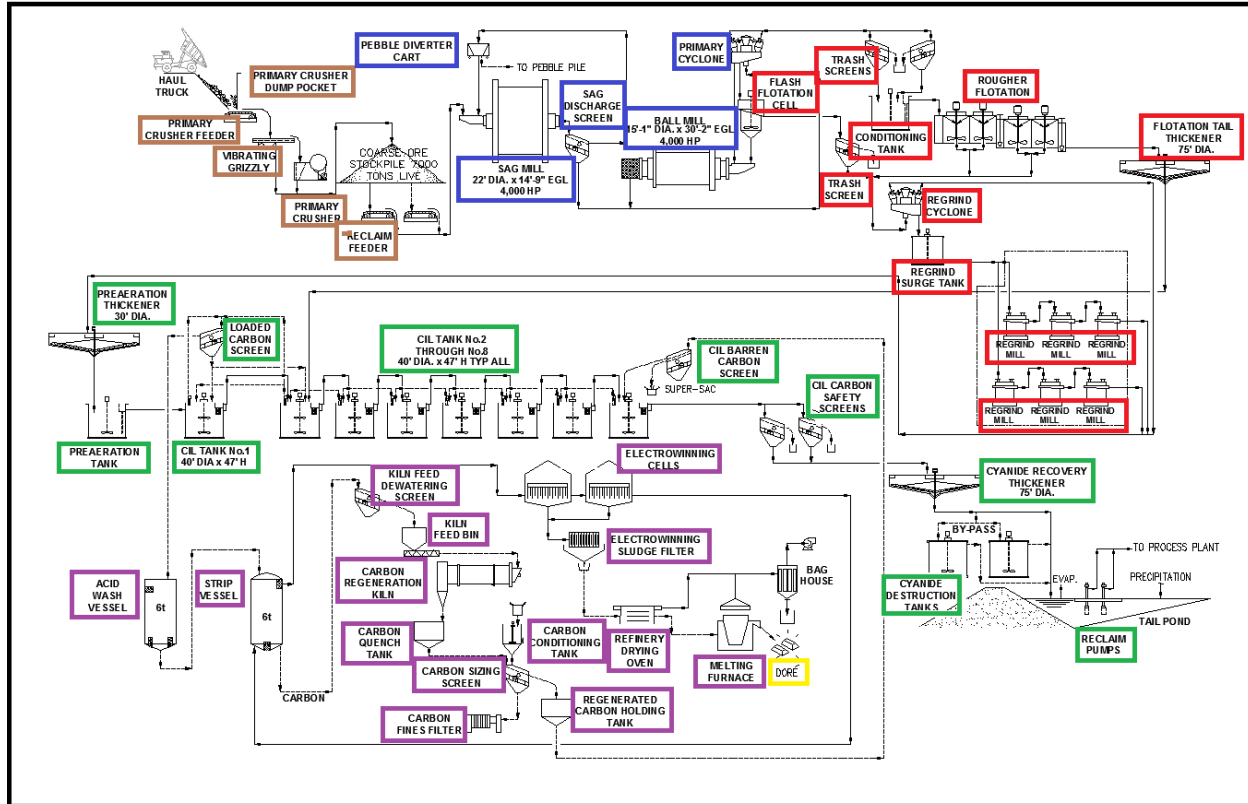 HAUL
TRUCK
PRIMARY CRUSHER
DUMP POCKET
PRIMARY
CRUSHER FEEDER
VIBRATING
GRIZZLY
PRIMARY
CRUSHER
COARSE ORE
STOCKPILE 7000
TONS LIVE
RECLAIM
FEEDER
PEBBLE DIVERTER
CART
TO PEBBLE PILE
SAG MILL
22' DIA. x 14'-9" EGL
4,000 HP
SAG
DISCHARGE
SCREEN
BALL MILL
15'-1" DIA. x 30'-2" EGL
4,000 HP
PRIMARY
CYCLONE
FLASH
FLOTATION
CELL
TRASH
SCREENS
CONDITIONING
TANK
ROUGHER
FLOTATION
FLOTATION TAIL
THICKENER
75' DIA.
TRASH
SCREEN
REGRIND
CYCLONE
REGRIND
SURGE TANK
REGRIND MILL
REGRIND
MILL
REGRIND
MILL
REGRIND
MILL
REGRIND
MILL
REGRIND
MILL
PREAERATION
THICKENER
30' DIA.
LOADED
CARBON
SCREEN
CIL TANK No.2
THROUGH No.8
40' DIA. x 47' H TYP ALL
CIL BARREN
CARBON
SCREEN
SUPER-SAC
CIL CARBON
SAFETY
SCREENS
PREAERATION
TANK
CIL TANK No.1
40' DIA x 47' H
ELECTROWINNING
CELLS
KILN FEED
DEWATERING
SCREEN
KILN
FEED BIN
ELECTROWINNING
SLUDGE FILTER
CYANIDE RECOVERY
THICKENER
75' DIA.
BY-PASS
TO PROCESS PLANT
EVAP.
PRECIPITATION
CYANIDE
DESTRUCTION
TANKS
TAIL POND
RECLAIM
PUMPS
ACID
WASH
VESSEL
6t
STRIP
VESSEL
6t
CARBON
REGENERATION
KILN
BAG
HOUSE
CARBON
QUENCH
TANK
CARBON
CONDITIONING
TANK
REFINERY
DRYING
OVEN
MELTING
FURNACE
DORÉ
CARBON SIZING
SCREEN
CARBON
REGENERATED
CARBON HOLDING
TANK
CARBON
FINES FILTER